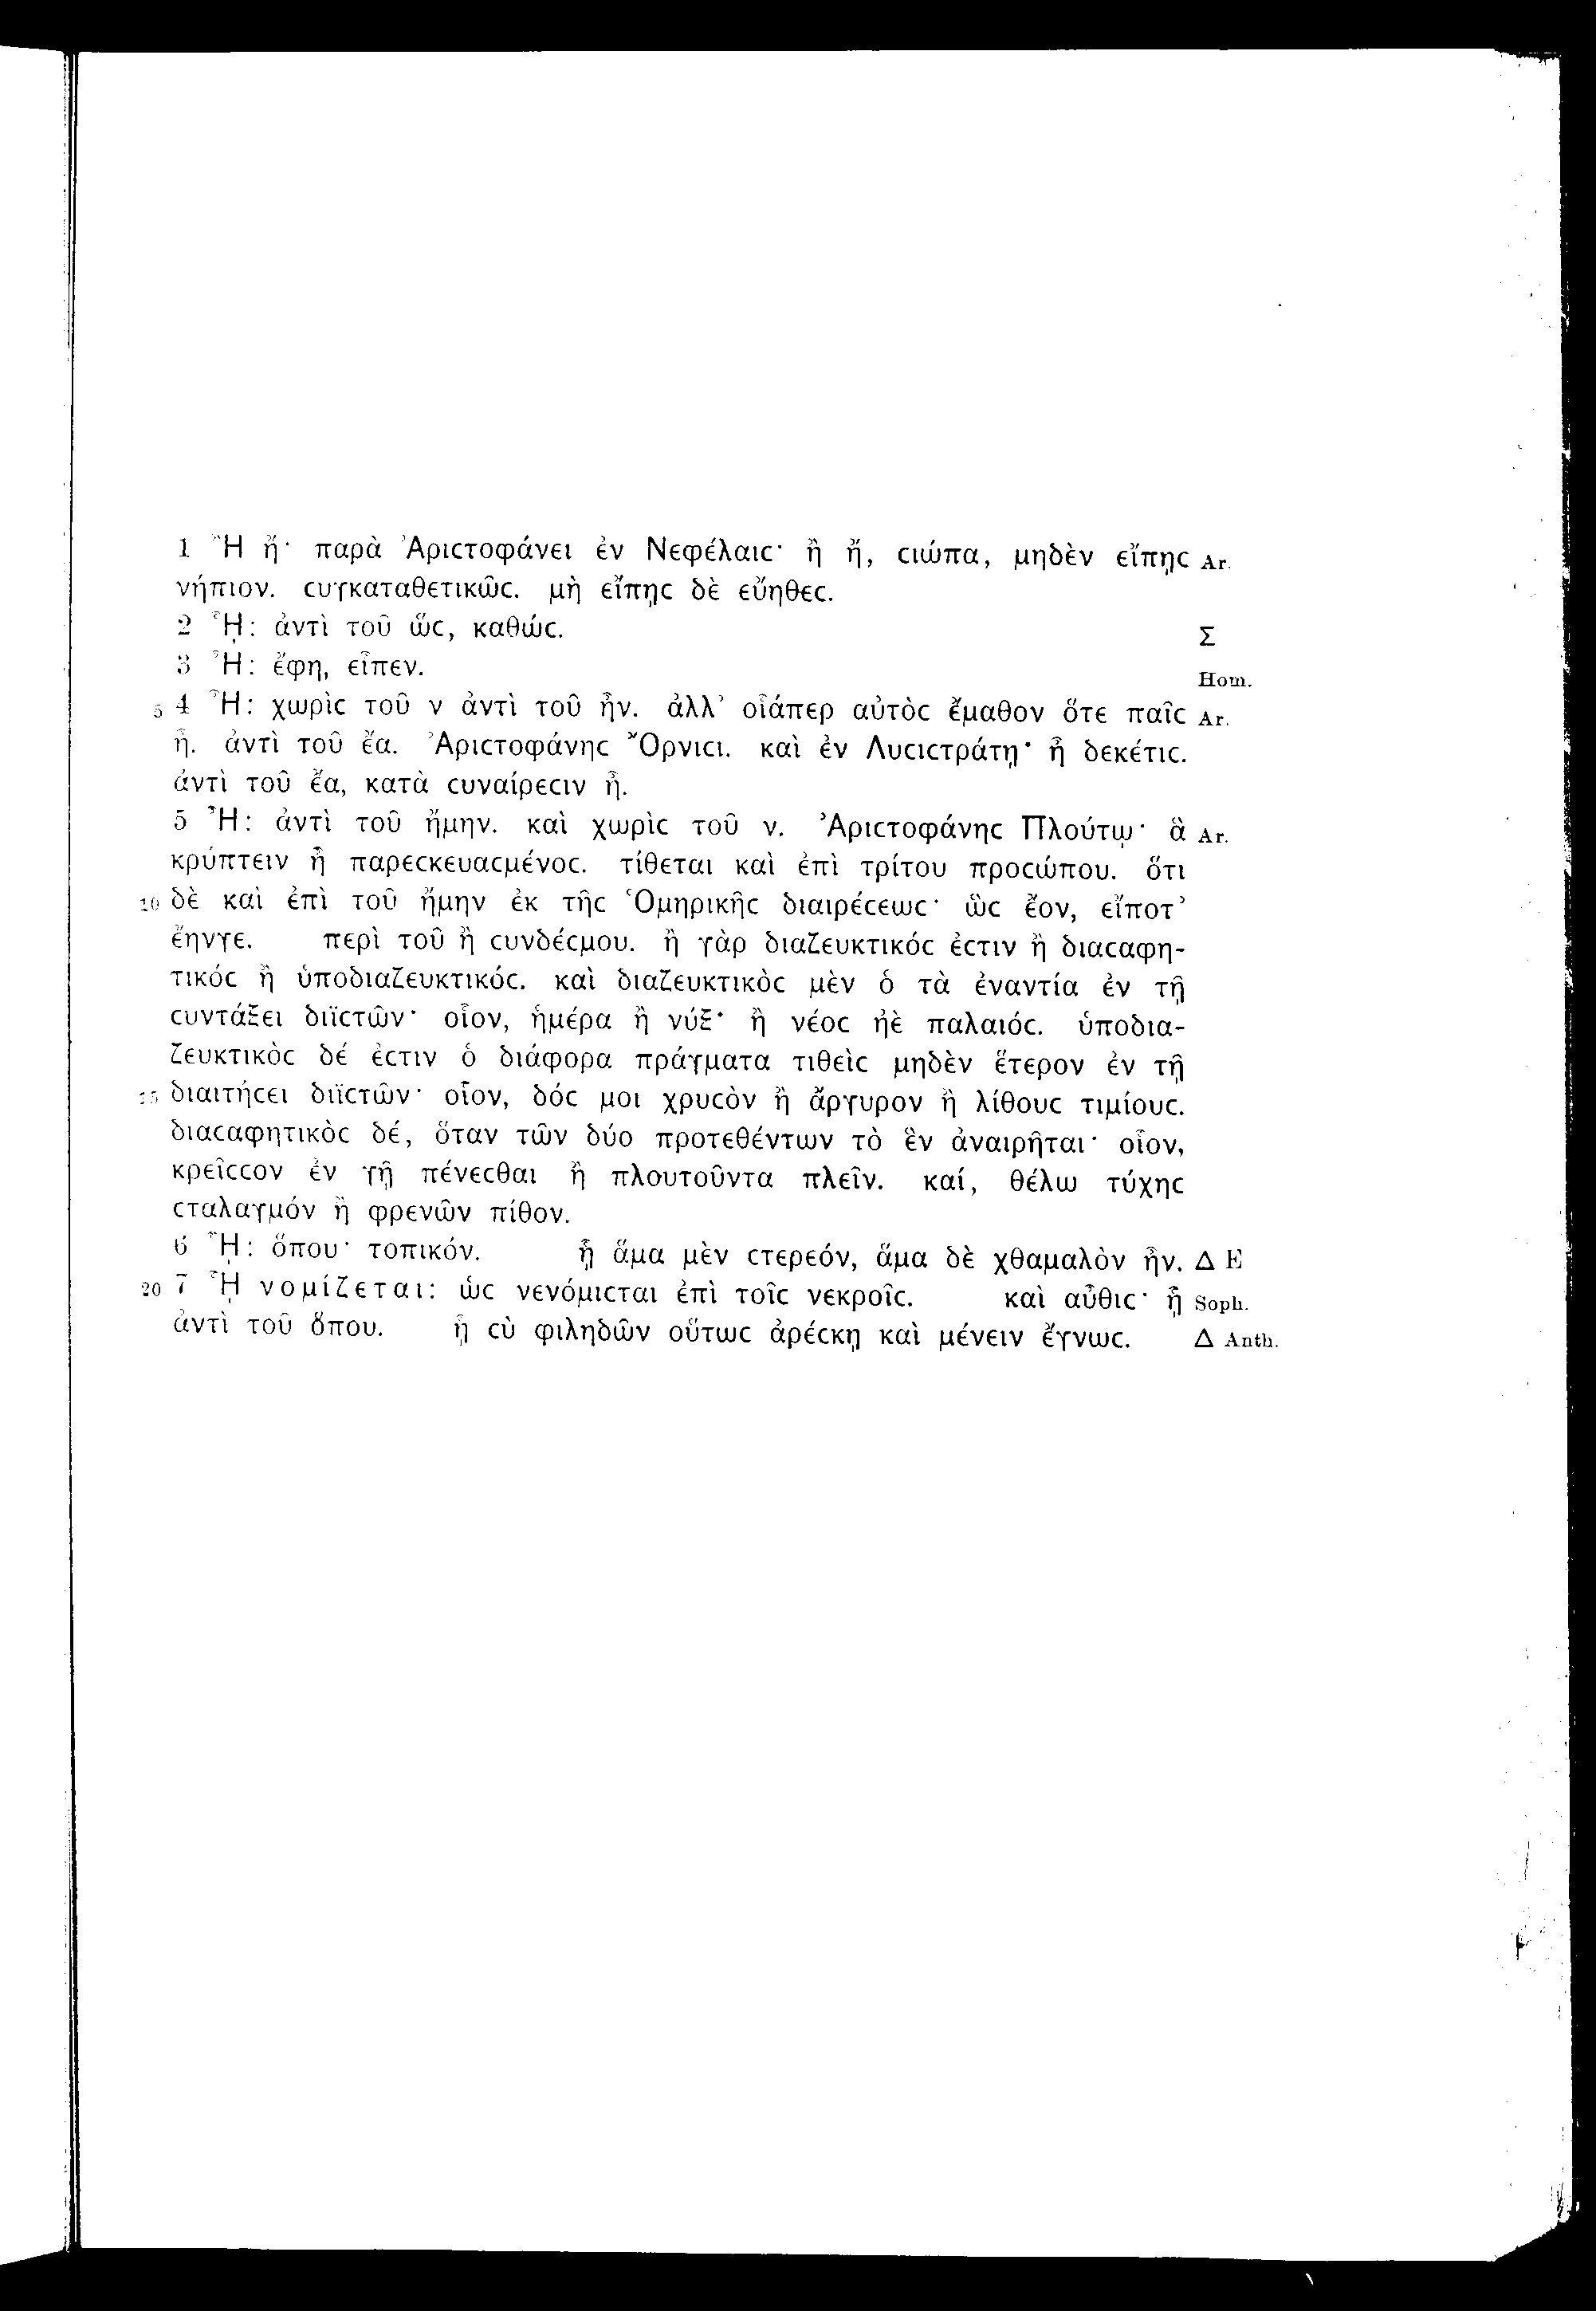 1 Ἢ ἤ· παρὰ Ἀριϲτοφάνει ἐν Νεφέλαιϲ· ἢ ἤ, ϲιώπα, μηδὲν εἴπῃϲ Ar.
νήπιον. ϲυγκαταθετικῶϲ. μὴ εἴπῃϲ δὲ εὔηθεϲ.
2 ᾟ: ἀντὶ τοῦ ὥϲ, καθώϲ. Σ
3 Ἦ: ἔφη, εἶπεν. Hom.
5 4 Ἦ: χωρὶϲ τοῦ ν ἀντὶ τοῦ ἦν. ἀλλ’ οἷάπερ αὐτὸϲ ἔμαθον ὅτε παῖϲ Ar.
ἦ. ἀντὶ τοῦ ἔα. Ἀριϲτοφάνηϲ Ὄρνιϲι. καὶ ἐν Λυϲιϲτράτῃ· ἦ δεκέτιϲ.
ἀντὶ τοῦ ἔα, κατὰ ϲυναίρεϲιν ἦ.
5 Ἦ: ἀντὶ τοῦ ἤμην. καὶ χωρὶϲ τοῦ ν. Ἀριϲτοφάνηϲ Πλούτῳ· ἃ Ar.
κρύπτειν ἦ παρεϲκευαϲμένοϲ. τίθεται καὶ ἐπὶ τρίτου προϲώπου. ὅτι
10 δὲ καὶ ἐπὶ τοῦ ἤμην ἐκ τῆϲ Ὁμηρικῆϲ διαιρέϲεωϲ· ὣϲ ἔον, εἴποτ’
ἔηνγε. περὶ τοῦ ἢ ϲυνδέϲμου. ἢ γὰρ διαζευκτικόϲ ἐϲτιν ἢ διαϲαφη-
τικόϲ ἢ ὑποδιαζευκτικόϲ. καὶ διαζευκτικὸϲ μὲν ὁ τὰ ἐναντία ἐν τῇ
ϲυντάξει διϊϲτῶν· οἷον, ἡμέρα ἢ νύξ· ἢ νέοϲ ἠὲ παλαιόϲ. ὑποδια-
ζευκτικὸϲ δέ ἐϲτιν ὁ διάφορα πράγματα τιθεὶϲ μηδὲν ἕτερον ἐν τῇ
15 διαιτήϲει διϊϲτῶν· οἷον, δόϲ μοι χρυϲὸν ἢ ἄργυρον ἢ λίθουϲ τιμίουϲ.
διαϲαφητικὸϲ δέ, ὅταν τῶν δύο προτεθέντων τὸ ἓν ἀναιρῆται· οἷον,
κρεῖϲϲον ἐν γῇ πένεϲθαι ἢ πλουτοῦντα πλεῖν. καί, θέλω τύχηϲ
ϲταλαγμόν ἢ φρενῶν πίθον.
6 ᾟ: ὅπου· τοπικόν. ᾗ ἅμα μὲν ϲτερεόν, ἅμα δὲ χθαμαλὸν ἦν. Δ E
20 7 ᾟ νομίζεται: ὡϲ νενόμιϲται ἐπὶ τοῖϲ νεκροῖϲ. καὶ αὖθιϲ· ᾗ Soph.
ἀντὶ τοῦ ὅπου. ᾗ ϲὺ φιληδῶν οὕτωϲ ἀρέϲκῃ καὶ μένειν ἔγνωϲ. Δ Anth.